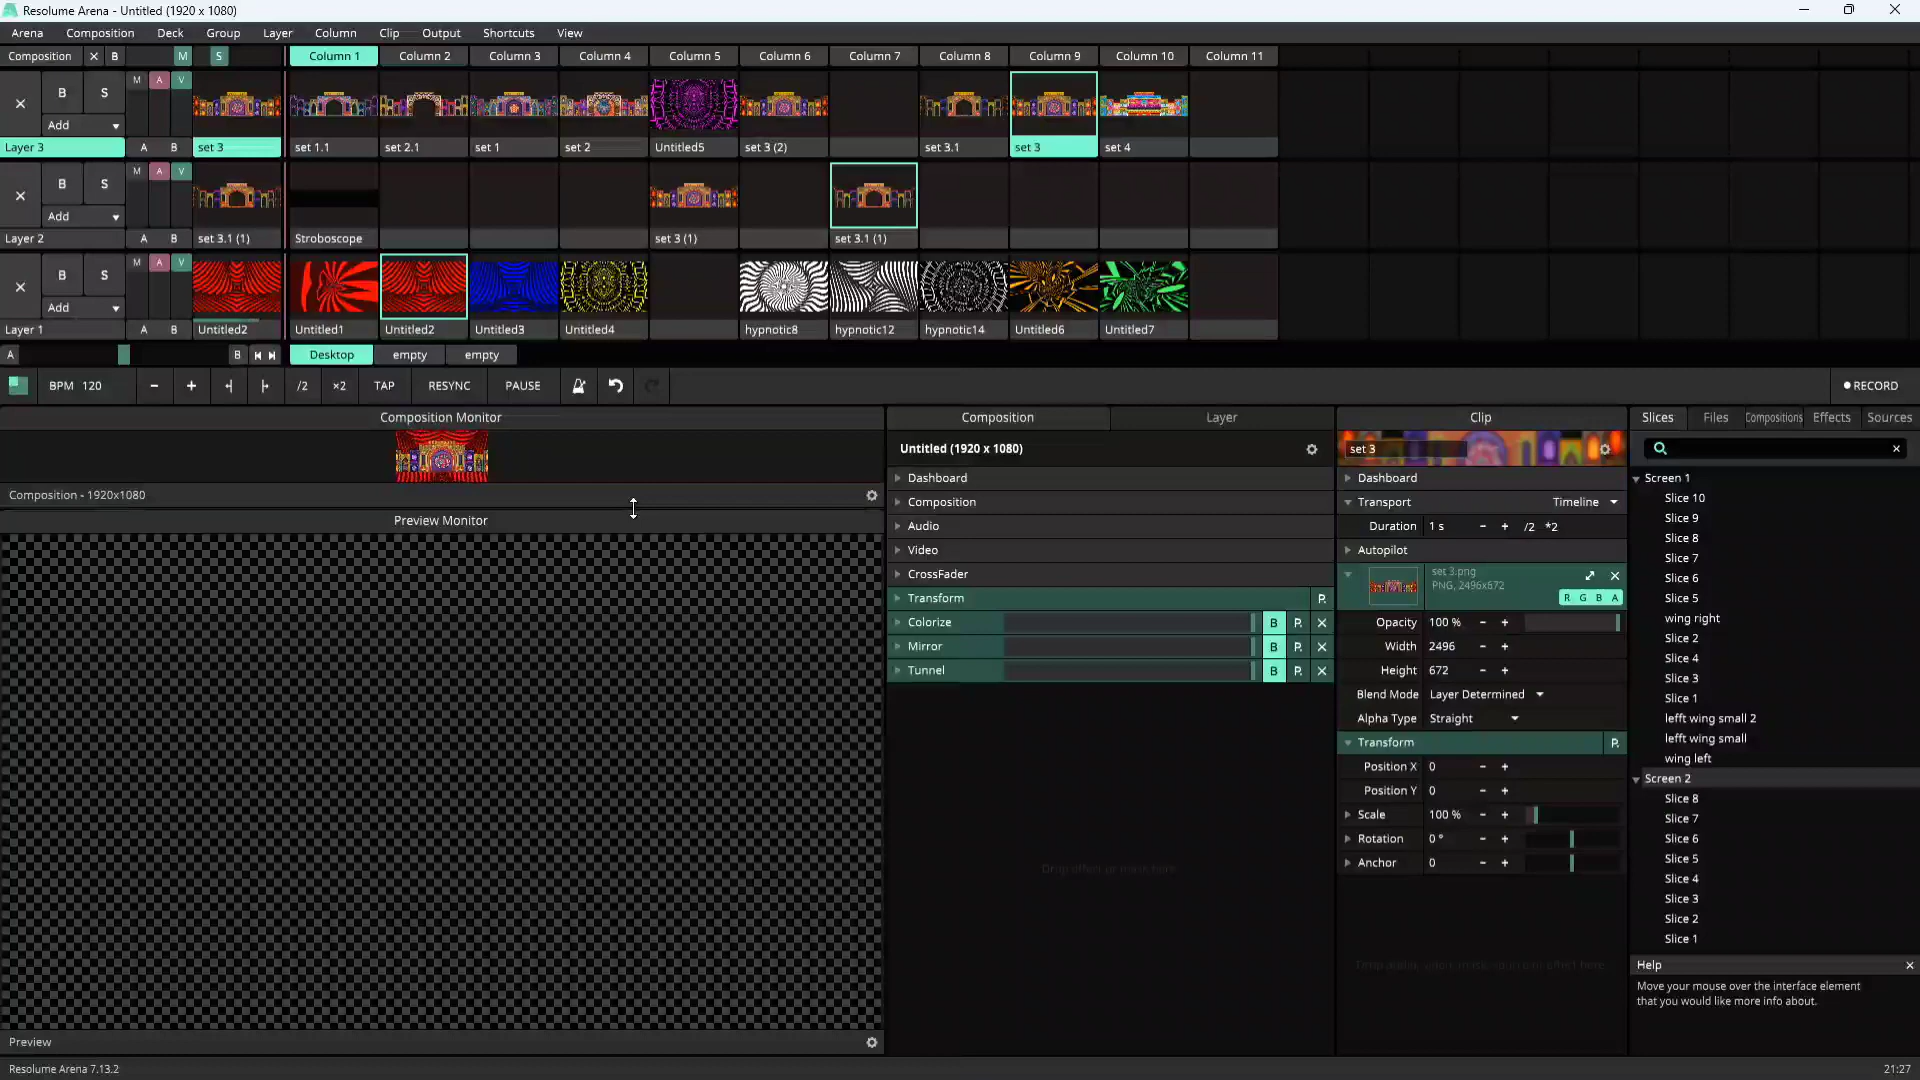 Resolume Arena - Untitled (1920 x 1080)
Arena Composition Deck Group Layer Column Clip Output Shortcuts View
Composition B M S Column 1 Column 2 Column 3 Column 4 Column 5 Column 6 Column 7 Column 8 Column 9 Column 10 Column 11
M A V
B S
Add
Layer 3 A B set 3 set 1.1 set 2.1 set 1 set 2 Untitled5 set 3 (2) set 3.1 set 3 set 4
M A V
B S
Add
Layer 2 A B set 3.1 (1) Stroboscope set 3 (1) set 3.1 (1)
M A V
B S
Add
Layer 1 A B Untitled2 Untitled1 Untitled2 Untitled3 Untitled4 hypnotic8 hypnotic12 hypnotic14 Untitled6 Untitled7
A B Desktop empty empty
BPM 120 - + /2 ×2 TAP RESYNC PAUSE RECORD
Composition Monitor
Composition - 1920x1080
Preview Monitor
Preview
Composition Layer
Untitled (1920 x 1080)
Dashboard
Composition
Audio
Video
CrossFader
Transform P.
Colorize B P.
Mirror B P.
Tunnel B P.
Drop effect or mask here
Clip
set 3
Dashboard
Transport Timeline
Duration 1 s - + /2 *2
Autopilot
set 3.png
PNG, 2496x672
R G B A
Opacity 100 % - +
Width 2496 - +
Height 672 - +
Blend Mode Layer Determined
Alpha Type Straight
Transform P.
Position X 0 - +
Position Y 0 - +
Scale 100 % - +
Rotation 0 ° - +
Anchor 0 - +
Slices Files Compositions Effects Sources
Screen 1
Slice 10
Slice 9
Slice 8
Slice 7
Slice 6
Slice 5
wing right
Slice 2
Slice 4
Slice 3
Slice 1
lefft wing small 2
lefft wing small
wing left
Screen 2
Slice 8
Slice 7
Slice 6
Slice 5
Slice 4
Slice 3
Slice 2
Slice 1
Help
Move your mouse over the interface element
that you would like more info about.
Resolume Arena 7.13.2
21:27